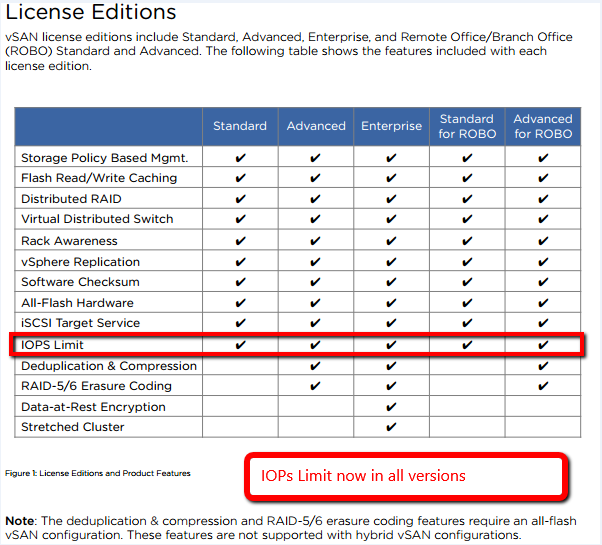 License Editions
vSAN license editions include Standard, Advanced, Enterprise, and Remote Office/Branch Office
(ROBO) Standard and Advanced. The following table shows the features included with each
license edition.
Standard Advanced Enterprise Standard for ROBO Advanced for ROBO
Storage Policy Based Mgmt. ✔ ✔ ✔ ✔ ✔
Flash Read/Write Caching ✔ ✔ ✔ ✔ ✔
Distributed RAID ✔ ✔ ✔ ✔ ✔
Virtual Distributed Switch ✔ ✔ ✔ ✔ ✔
Rack Awareness ✔ ✔ ✔ ✔ ✔
vSphere Replication ✔ ✔ ✔ ✔ ✔
Software Checksum ✔ ✔ ✔ ✔ ✔
All-Flash Hardware ✔ ✔ ✔ ✔ ✔
iSCSI Target Service ✔ ✔ ✔ ✔ ✔
IOPS Limit ✔ ✔ ✔ ✔ ✔
Deduplication & Compression ✔ ✔ ✔
RAID-5/6 Erasure Coding ✔ ✔ ✔
Data-at-Rest Encryption ✔
Stretched Cluster ✔
Figure 1: License Editions and Product Features
IOPs Limit now in all versions
Note: The deduplication & compression and RAID-5/6 erasure coding features require an all-flash
vSAN configuration. These features are not supported with hybrid vSAN configurations.